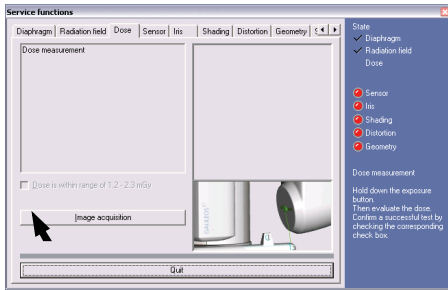 Service functions
Diaphragm Radiation field Dose Sensor Iris Shading Distortion Geometry
Dose measurement
Dose is within range of 1.2 - 2.3 mGy
Image acquisition
GALILEOS
Quit
State
Diaphragm
Radiation field
Dose
Sensor
Iris
Shading
Distortion
Geometry
Dose measurement
Hold down the exposure
button.
Then evaluate the dose.
Confirm a successful test by
checking the corresponding
check box.